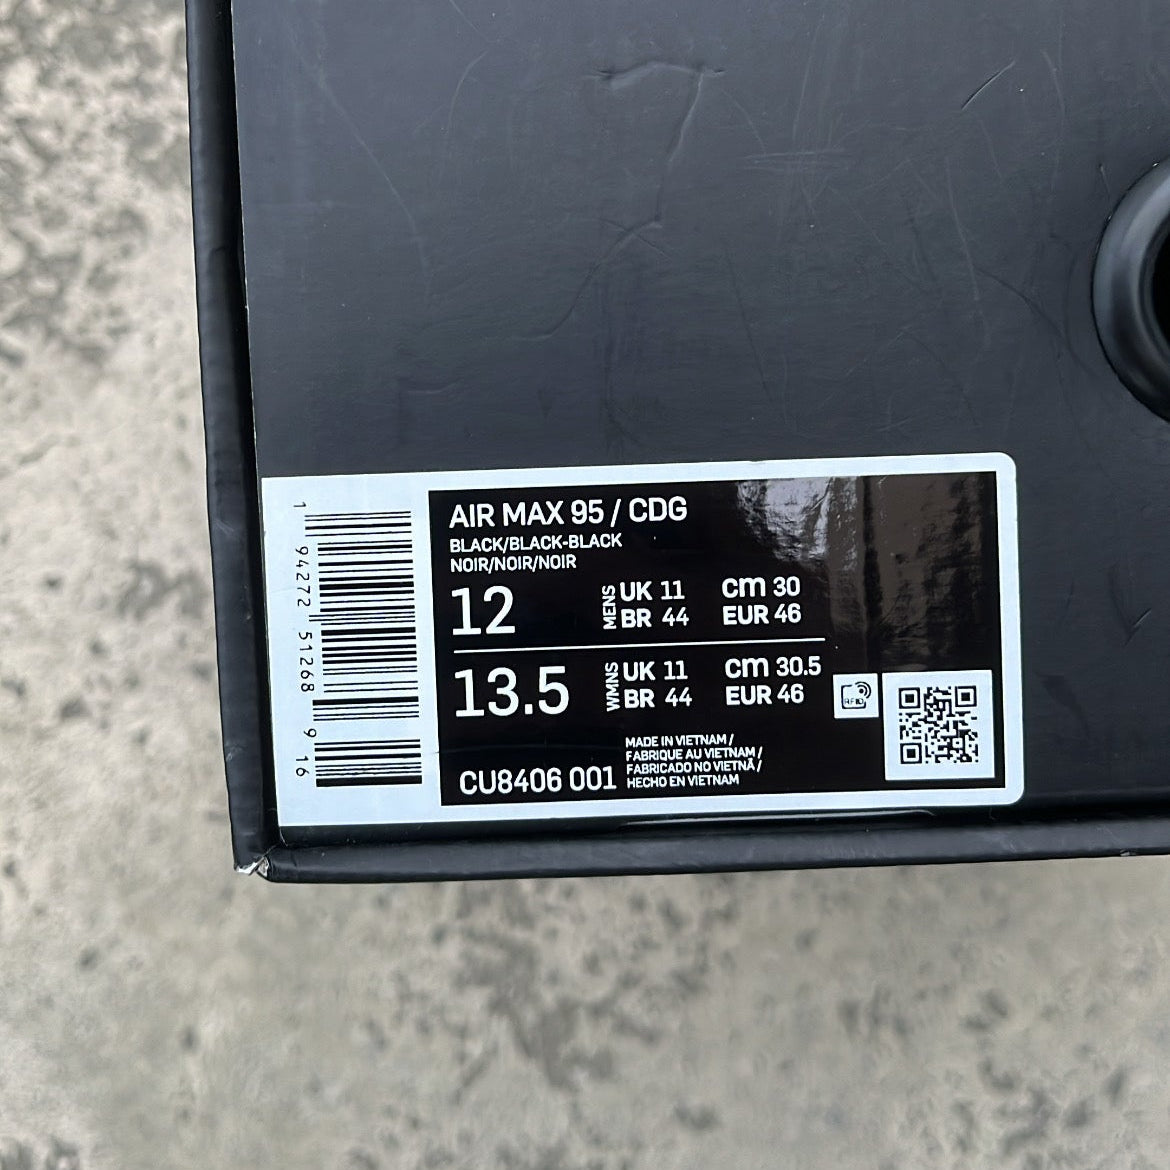 AIR MAX 95 / CDG
BLACK/BLACK-BLACK
NOIR/NOIR/NOIR
12 MENS UK 11 cm 30
BR 44 EUR 46
13.5 WMNS UK 11 cm 30.5
BR 44 EUR 46
CU8406 001
MADE IN VIETNAM /
FABRIQUE AU VIETNAM /
FABRICADO NO VIETNÃ /
HECHO EN VIETNAM
RFID
1 94272 51268 9 16